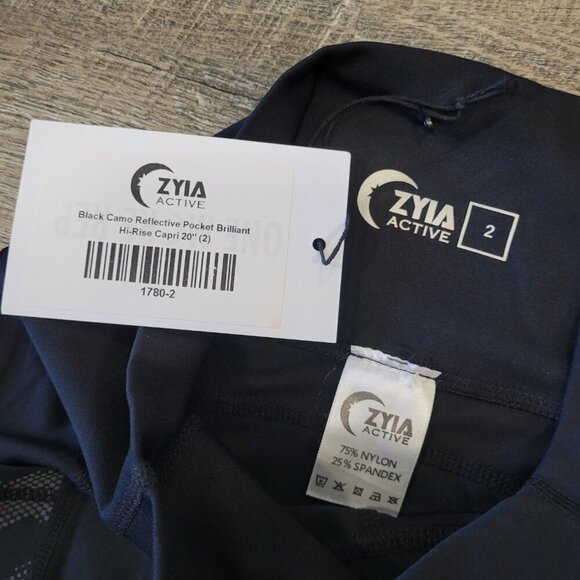 ZYIA
ACTIVE
Black Camo Reflective Pocket Brilliant
Hi-Rise Capri 20" (2)
1780-2
ZYIA
ACTIVE
2
ZYIA
ACTIVE
75% NYLON
25% SPANDEX